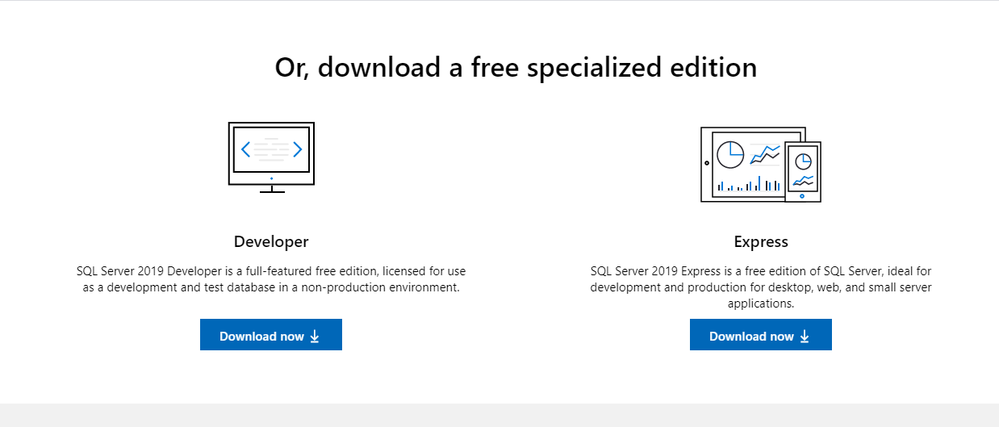 Or, download a free specialized edition
Developer
SQL Server 2019 Developer is a full-featured free edition, licensed for use
as a development and test database in a non-production environment.
Download now
Express
SQL Server 2019 Express is a free edition of SQL Server, ideal for
development and production for desktop, web, and small server
applications.
Download now